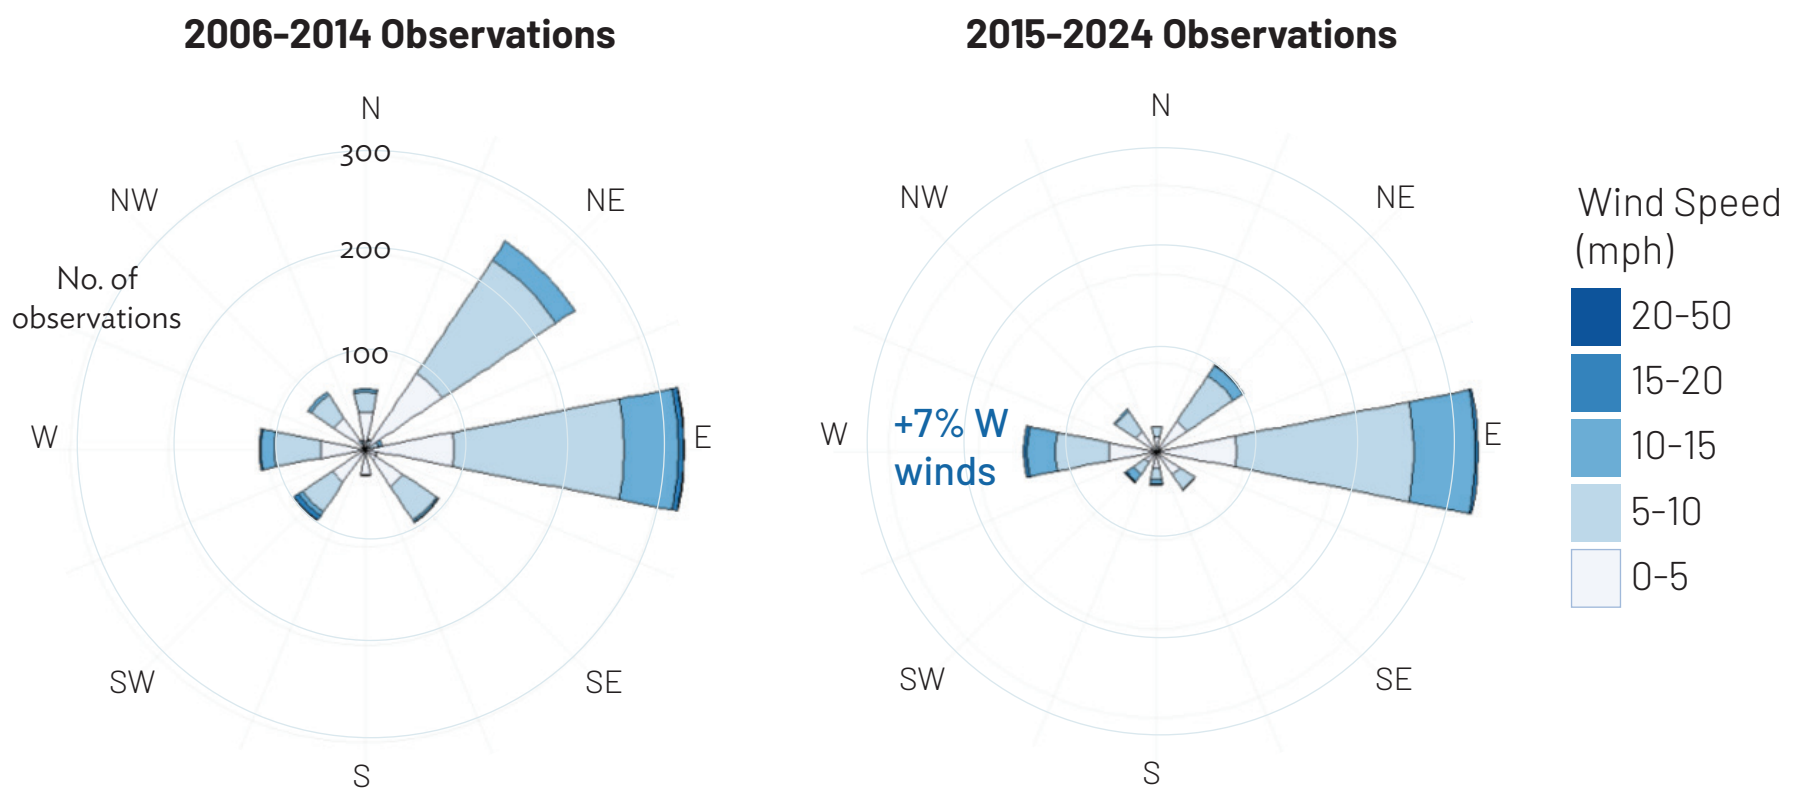 2006-2014 Observations
N
300
NW
NE
200
No. of
observations
100
W
E
SW
SE
S
2015-2024 Observations
N
NW
NE
+7% W
winds
W
E
SW
SE
S
Wind Speed
(mph)
20-50
15-20
10-15
5-10
0-5